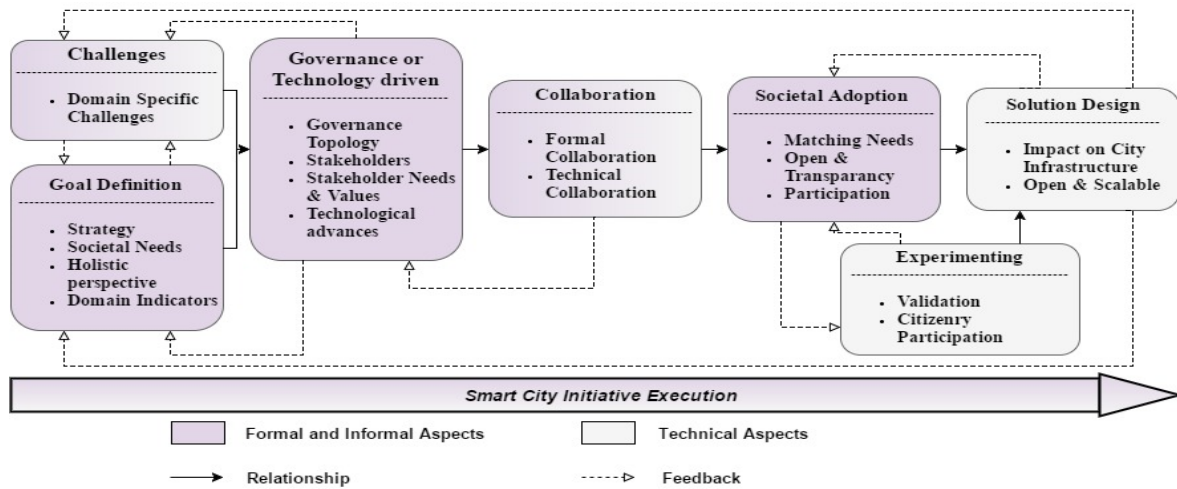 Challenges
• Domain Specific
Challenges
Goal Definition
• Strategy
• Societal Needs
• Holistic
perspective
• Domain Indicators
Governance or
Technology driven
• Governance
Topology
• Stakeholders
• Stakeholder Needs
& Values
• Technological
advances
Collaboration
• Formal
Collaboration
• Technical
Collaboration
Societal Adoption
• Matching Needs
• Open &
Transparancy
• Participation
Solution Design
• Impact on City
Infrastructure
• Open & Scalable
Experimenting
• Validation
• Citizenry
Participation
Smart City Initiative Execution
Formal and Informal Aspects
Technical Aspects
Relationship
Feedback